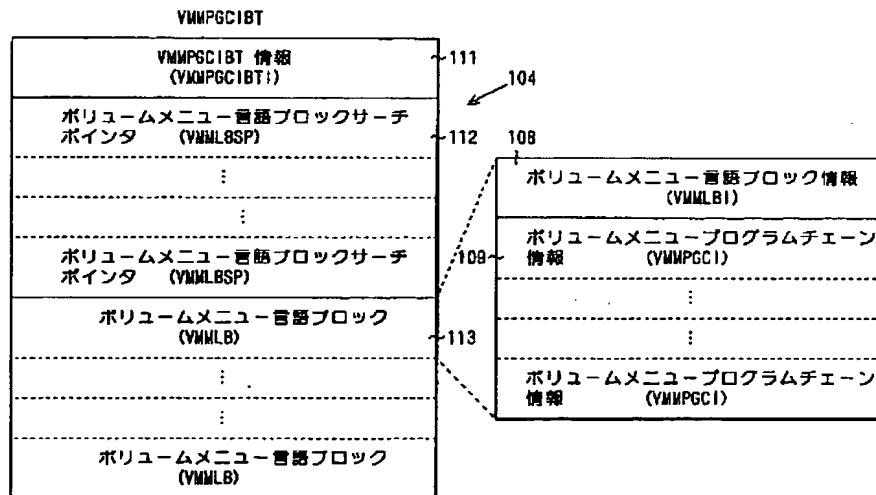 VMMPGCIBT
VMMPGCIBT 情報
(VMMPGCIBTI)
111
104
ボリュームメニュー言語ブロックサーチ
ポインタ (VMMLBSP)
112
⋮
⋮
ボリュームメニュー言語ブロックサーチ
ポインタ (VMMLBSP)
ボリュームメニュー言語ブロック
(VMMLB)
113
⋮
⋮
ボリュームメニュー言語ブロック
(VMMLB)
108
ボリュームメニュー言語ブロック情報
(VMMLBI)
109
ボリュームメニュープログラムチェーン
情報 (VMMPGCI)
⋮
⋮
ボリュームメニュープログラムチェーン
情報 (VMMPGCI)